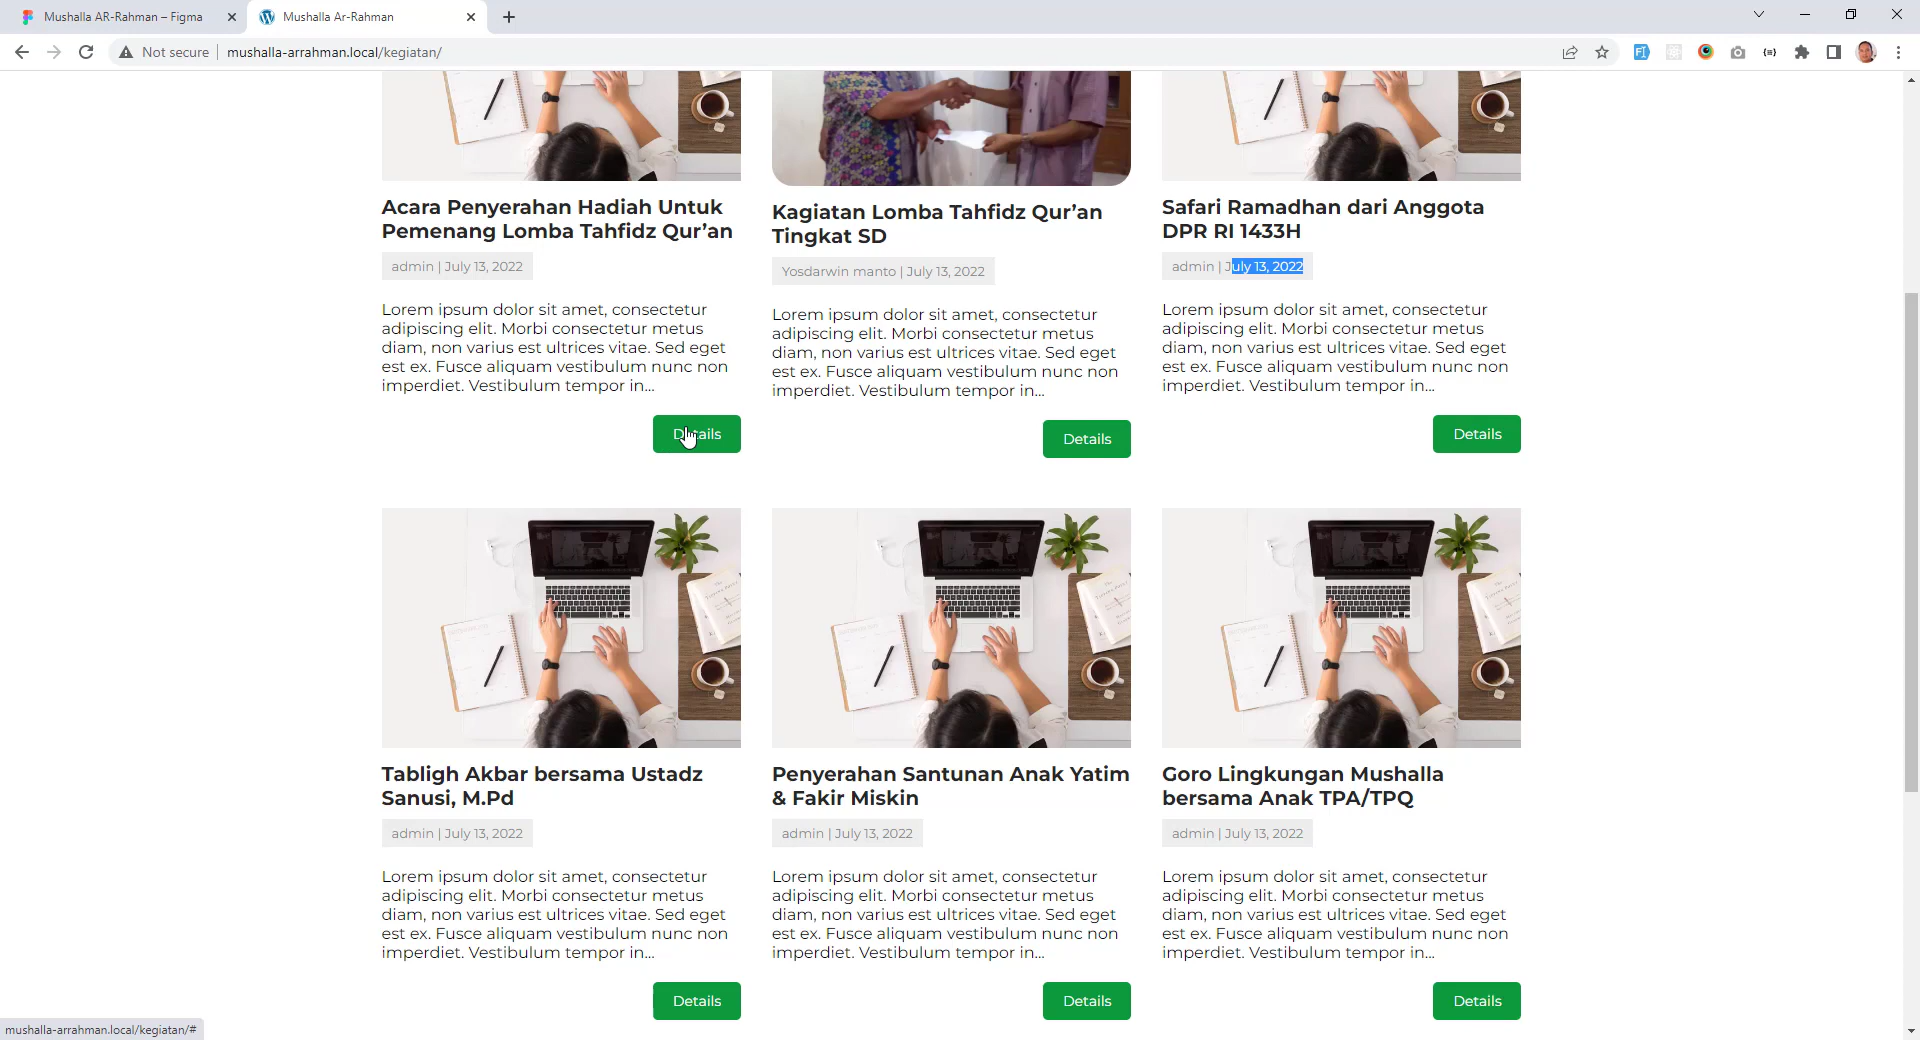 Mushalla AR-Rahman – Figma
Mushalla Ar-Rahman
Not secure
mushalla-arrahman.local/kegiatan/
Acara Penyerahan Hadiah Untuk
Pemenang Lomba Tahfidz Qur’an
admin | July 13, 2022
Lorem ipsum dolor sit amet, consectetur
adipiscing elit. Morbi consectetur metus
diam, non varius est ultrices vitae. Sed eget
est ex. Fusce aliquam vestibulum nunc non
imperdiet. Vestibulum tempor in...
Details
Kagiatan Lomba Tahfidz Qur’an
Tingkat SD
Yosdarwin manto | July 13, 2022
Lorem ipsum dolor sit amet, consectetur
adipiscing elit. Morbi consectetur metus
diam, non varius est ultrices vitae. Sed eget
est ex. Fusce aliquam vestibulum nunc non
imperdiet. Vestibulum tempor in...
Details
Safari Ramadhan dari Anggota
DPR RI 1433H
admin | July 13, 2022
Lorem ipsum dolor sit amet, consectetur
adipiscing elit. Morbi consectetur metus
diam, non varius est ultrices vitae. Sed eget
est ex. Fusce aliquam vestibulum nunc non
imperdiet. Vestibulum tempor in...
Details
Tabligh Akbar bersama Ustadz
Sanusi, M.Pd
admin | July 13, 2022
Lorem ipsum dolor sit amet, consectetur
adipiscing elit. Morbi consectetur metus
diam, non varius est ultrices vitae. Sed eget
est ex. Fusce aliquam vestibulum nunc non
imperdiet. Vestibulum tempor in...
Details
Penyerahan Santunan Anak Yatim
& Fakir Miskin
admin | July 13, 2022
Lorem ipsum dolor sit amet, consectetur
adipiscing elit. Morbi consectetur metus
diam, non varius est ultrices vitae. Sed eget
est ex. Fusce aliquam vestibulum nunc non
imperdiet. Vestibulum tempor in...
Details
Goro Lingkungan Mushalla
bersama Anak TPA/TPQ
admin | July 13, 2022
Lorem ipsum dolor sit amet, consectetur
adipiscing elit. Morbi consectetur metus
diam, non varius est ultrices vitae. Sed eget
est ex. Fusce aliquam vestibulum nunc non
imperdiet. Vestibulum tempor in...
Details
mushalla-arrahman.local/kegiatan/#